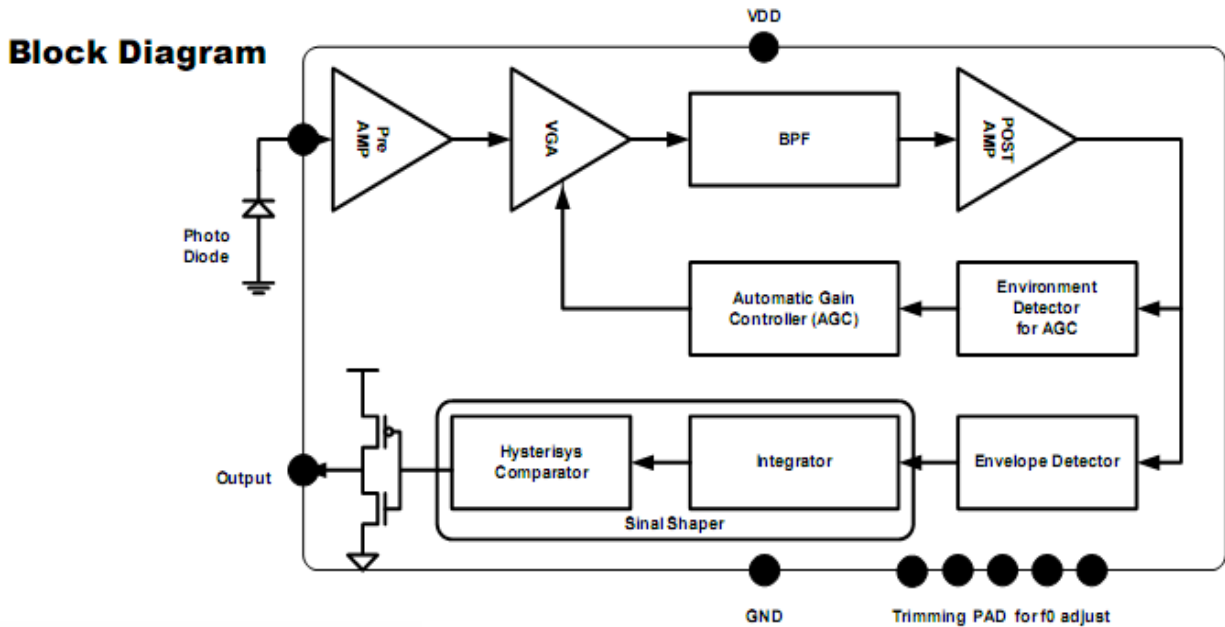 Block Diagram
VDD
Pre
AMP
VGA
BPF
POST
AMP
Photo
Diode
Automatic Gain
Controller (AGC)
Environment
Detector
for AGC
Output
Hysterisys
Comparator
Integrator
Envelope Detector
Sinal Shaper
GND
Trimming PAD for f0 adjust